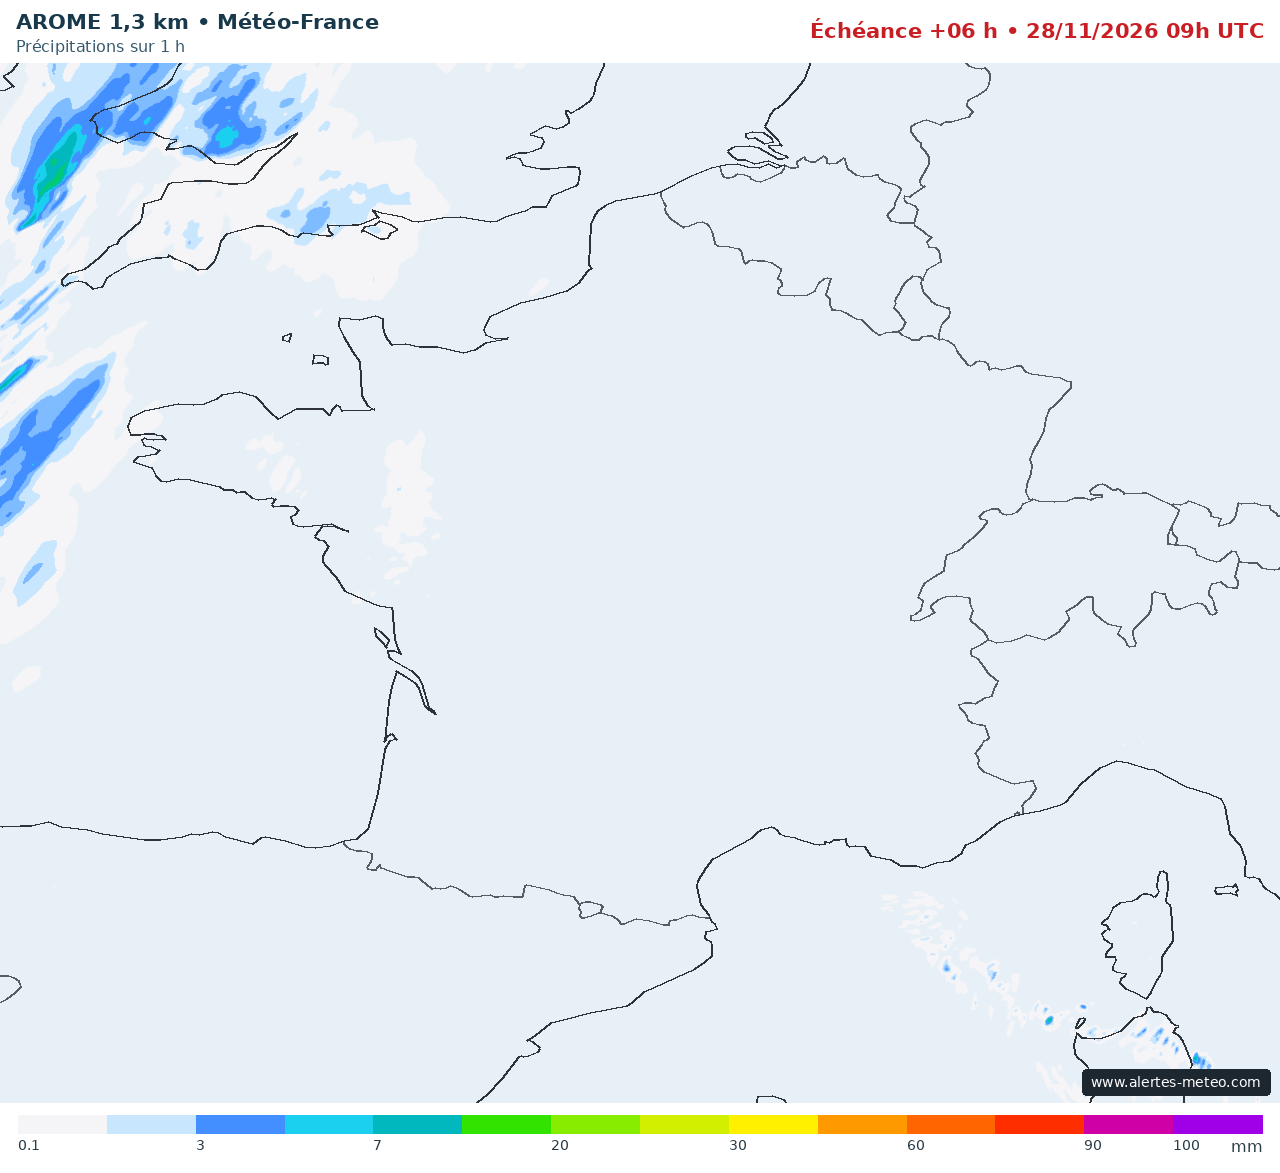 AROME 1,3 km • Météo-France
Précipitations sur 1 h
Échéance +06 h • 28/11/2026 09h UTC
www.alertes-meteo.com
0.1 3 7 20 30 60 90 100 mm